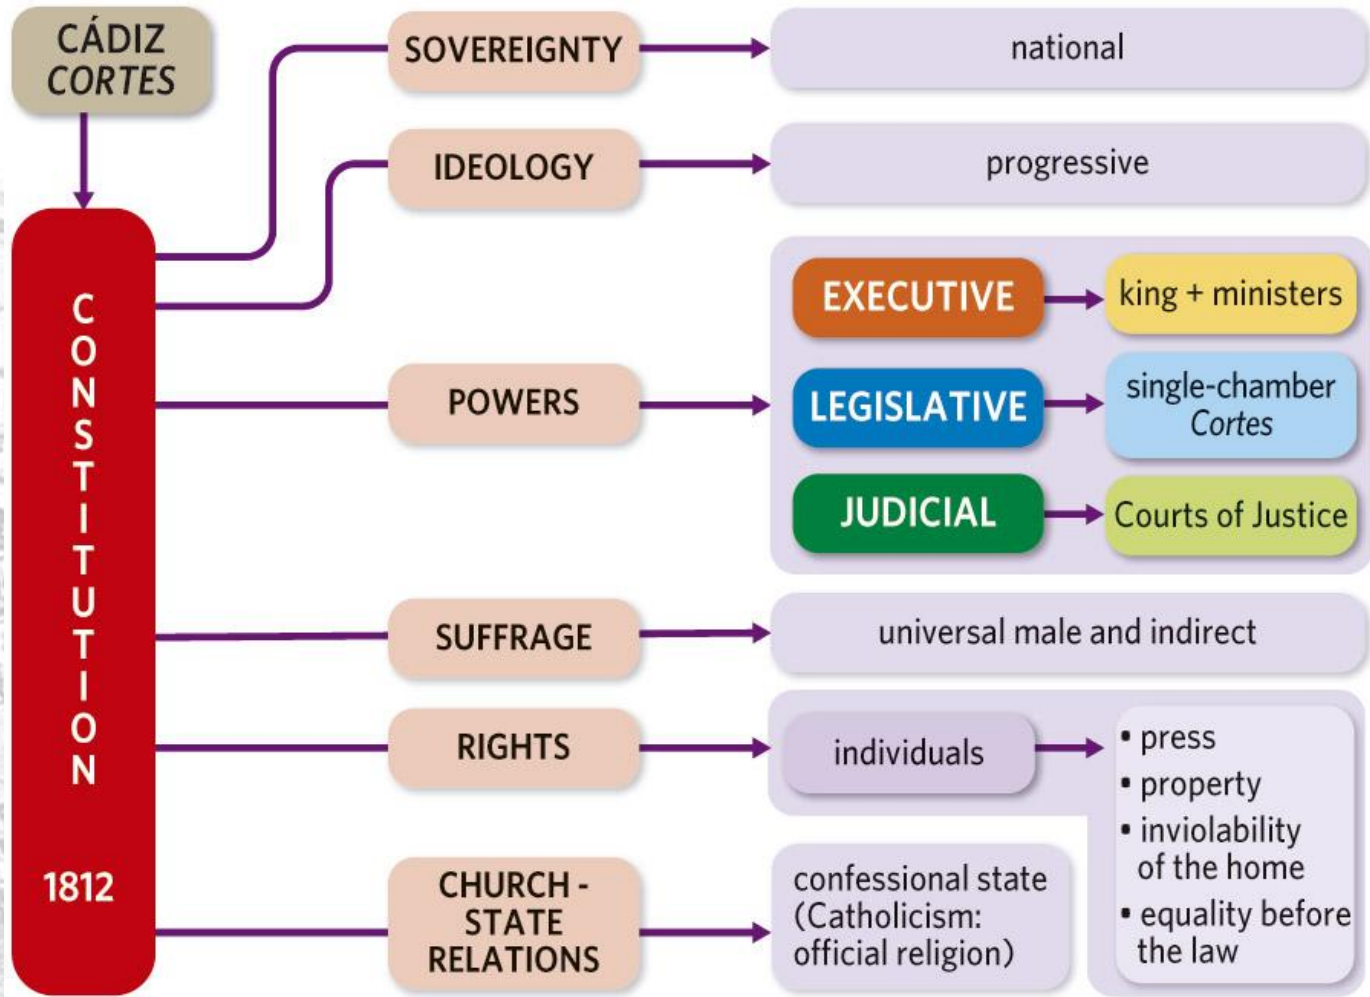 CÁDIZ
CORTES
CONSTITUTION
1812
SOVEREIGNTY
national
IDEOLOGY
progressive
POWERS
EXECUTIVE
king + ministers
LEGISLATIVE
single-chamber
Cortes
JUDICIAL
Courts of Justice
SUFFRAGE
universal male and indirect
RIGHTS
individuals
▪ press
▪ property
▪ inviolability
of the home
▪ equality before
the law
CHURCH -
STATE
RELATIONS
confessional state
(Catholicism:
official religion)